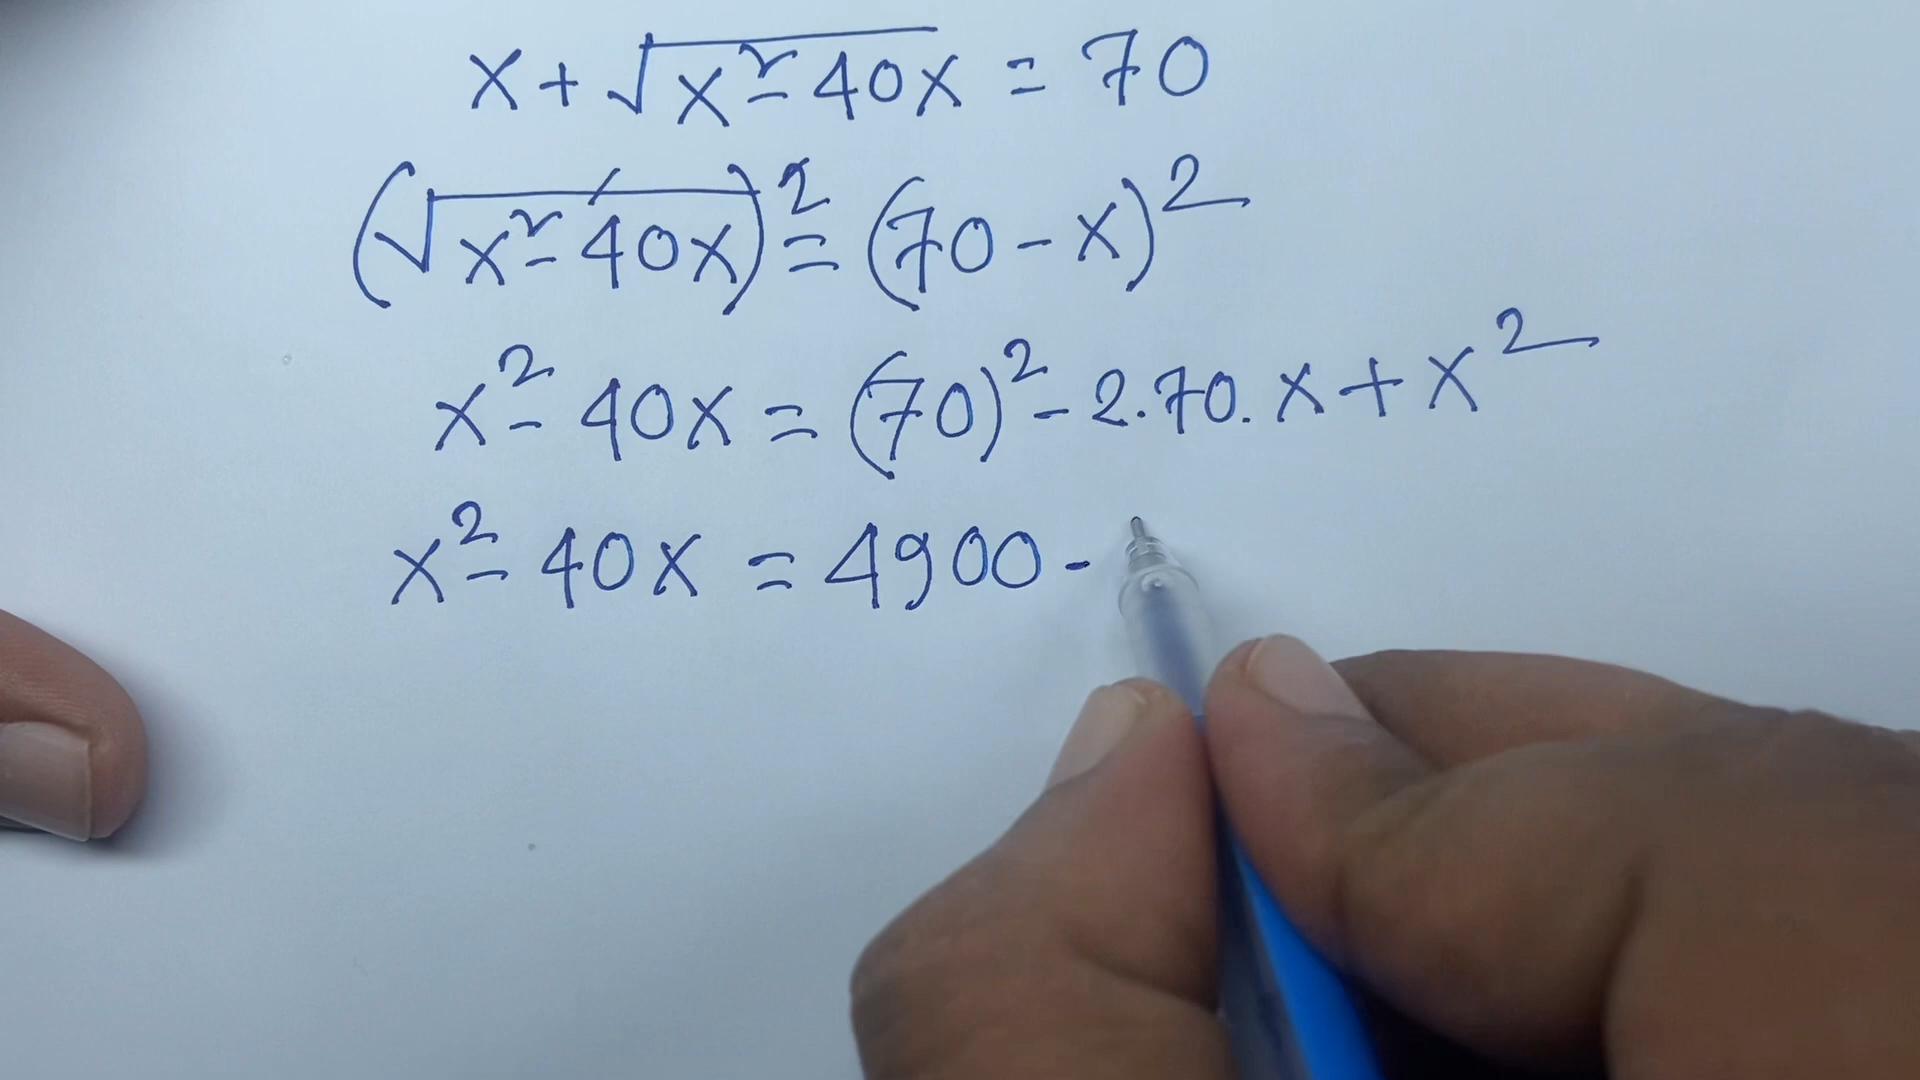 x + √x² - 40x = 70
(√x² - 40x)² = (70 - x)²
x² - 40x = (70)² - 2.70.x + x²
x² - 40x = 4900 -